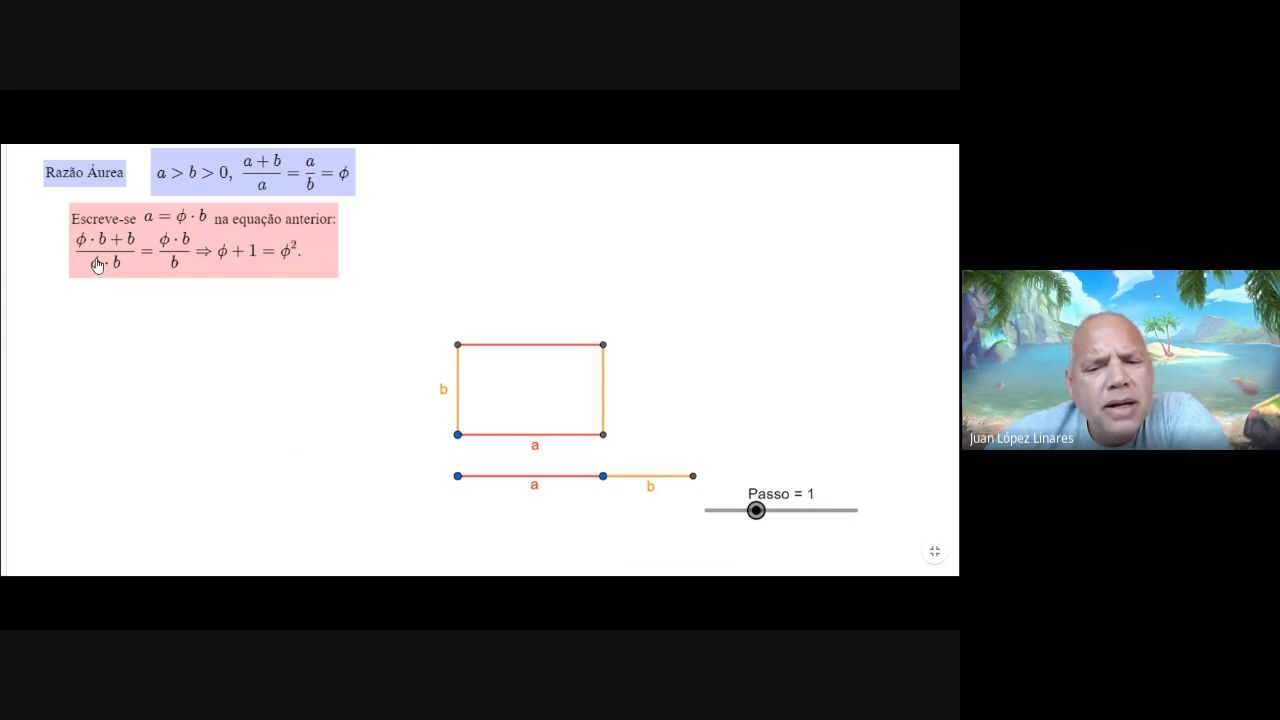 Razão Áurea
a > b > 0, (a + b)/a = a/b = ϕ
Escreve-se a = ϕ · b na equação anterior:
(ϕ · b + b)/(ϕ · b) = (ϕ · b)/b ⇒ ϕ + 1 = ϕ².
b
a
a
b
Passo = 1
Juan López Linares